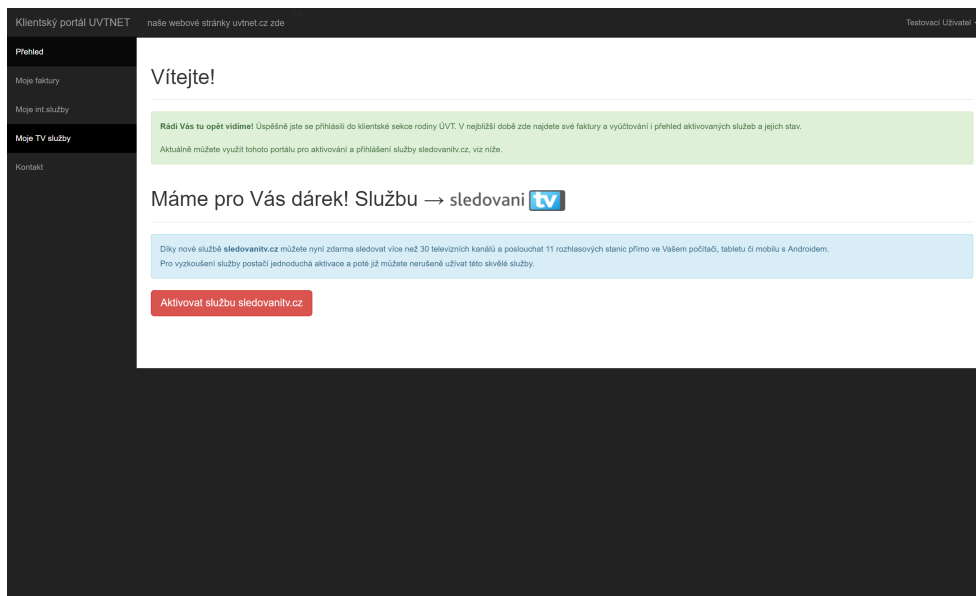 Klientský portál UVTNET naše webové stránky uvtnet.cz zde Testovací Uživatel
Přehled
Moje faktury
Moje int.služby
Moje TV služby
Kontakt
Vítejte!
Rádi Vás tu opět vidíme! Úspěšně jste se přihlásili do klientské sekce rodiny ÚVT. V nejbližší době zde najdete své faktury a vyúčtování i přehled aktivovaných služeb a jejich stav.
Aktuálně můžete využít tohoto portálu pro aktivování a přihlášení služby sledovanitv.cz, viz níže.
Máme pro Vás dárek! Službu → sledovani tv
Díky nové službě sledovanitv.cz můžete nyní zdarma sledovat více než 30 televizních kanálů a poslouchat 11 rozhlasových stanic přímo ve Vašem počítači, tabletu či mobilu s Androidem.
Pro vyzkoušení služby postačí jednoduchá aktivace a poté již můžete nerušeně užívat této skvělé služby.
Aktivovat službu sledovanitv.cz